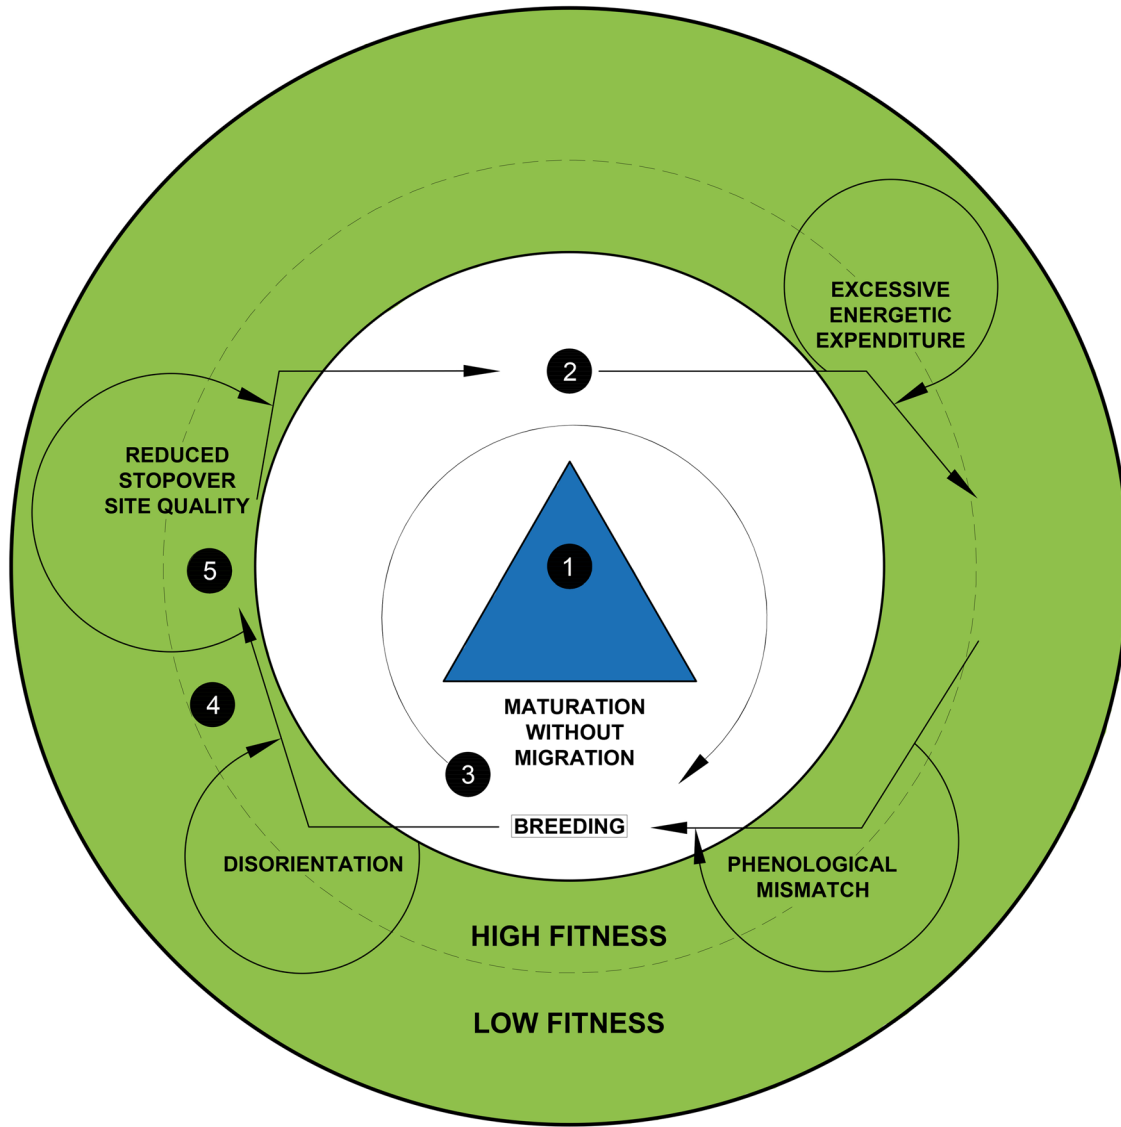 EXCESSIVE
ENERGETIC
EXPENDITURE
2
REDUCED
STOPOVER
SITE QUALITY
5
1
4
MATURATION
WITHOUT
MIGRATION
3
BREEDING
DISORIENTATION
PHENOLOGICAL
MISMATCH
HIGH FITNESS
LOW FITNESS